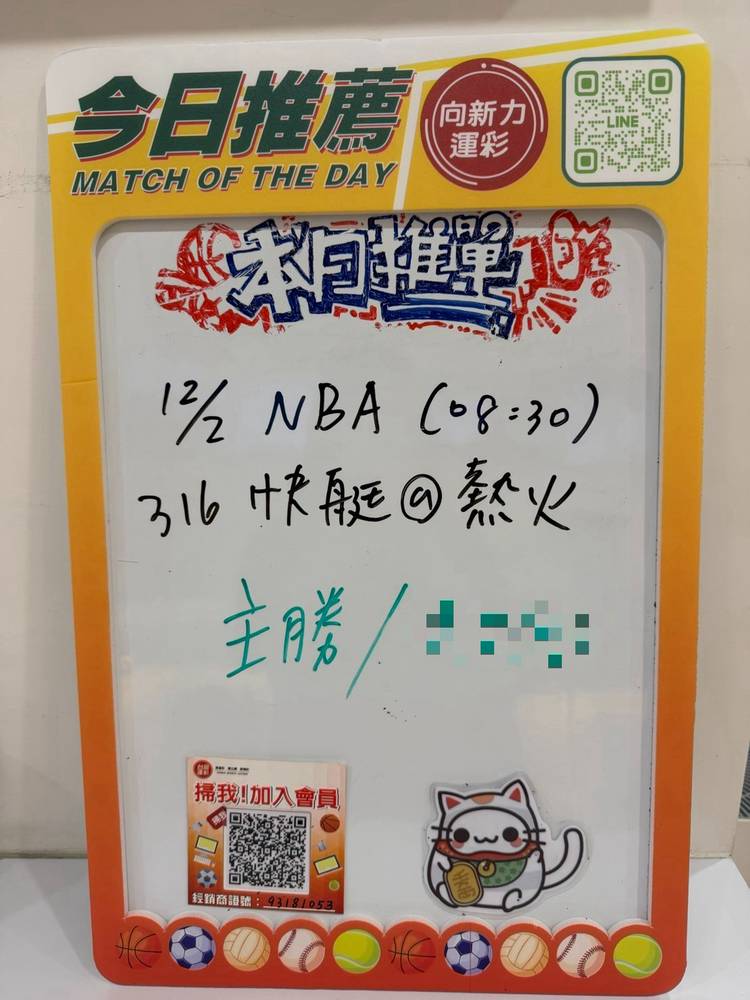 今日推薦
MATCH OF THE DAY
向新力
運彩
LINE
本月推單
12/2 NBA (08:30)
316 快艇@熱火
主勝/
掃我!加入會員
經銷商證號:93181053